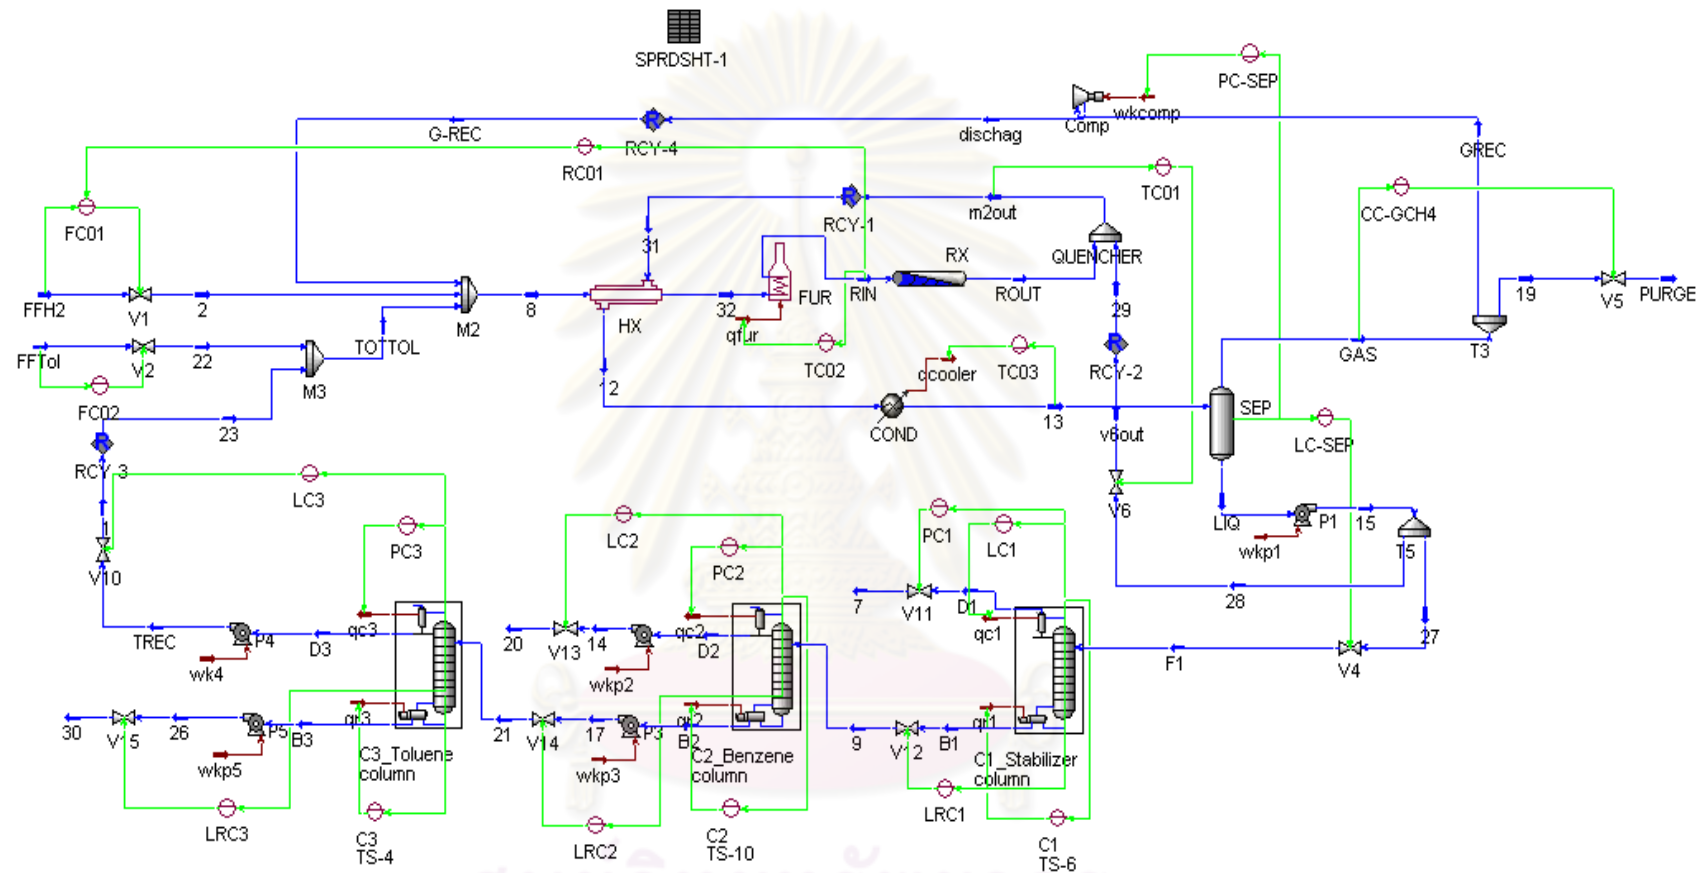 SPRDSHT-1
PC-SEP
wkcomp
Comp
dischag
G-REC
R
RCY-4
GREC
RC01
TC01
CC-GCH4
FC01
R
RCY-1
m2out
31
QUENCHER
RX
FFH2
V1
2
M2
8
HX
32
FUR
RIN
ROUT
29
19
V5
PURGE
qfur
FFTol
V2
22
TOTTOL
M3
TC02
TC03
R
RCY-2
GAS
T3
FC02
23
12
COND
13
v6out
SEP
LC-SEP
R
RCY-3
LC3
1
V10
PC3
LC2
PC2
PC1
LC1
V6
LIQ
P1
15
wkp1
T5
7
V11
D1
28
27
TREC
P4
wk4
D3
qc3
20
V13
14
wkp2
D2
qc2
qc1
F1
V4
30
V15
26
P5
B3
wkp5
21
V14
17
P3
B2
qr2
wkp3
9
V12
B1
qr1
C3_Toluene
column
C2_Benzene
column
C1_Stabilizer
column
LRC3
C3
TS-4
LRC2
C2
TS-10
LRC1
C1
TS-6